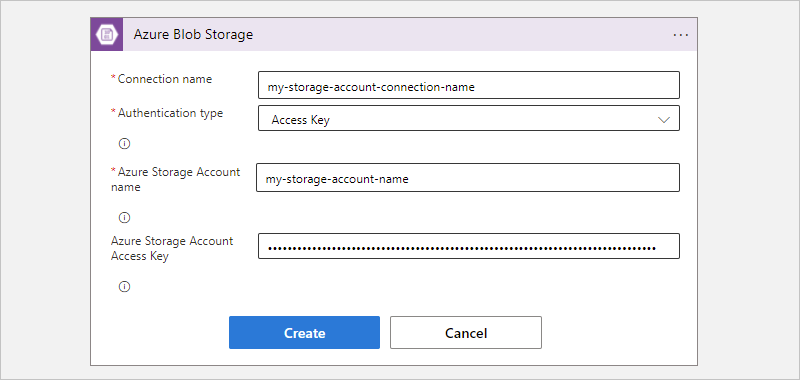 Azure Blob Storage
* Connection name
my-storage-account-connection-name
* Authentication type
Access Key
* Azure Storage Account
name
my-storage-account-name
Azure Storage Account
Access Key
Create
Cancel